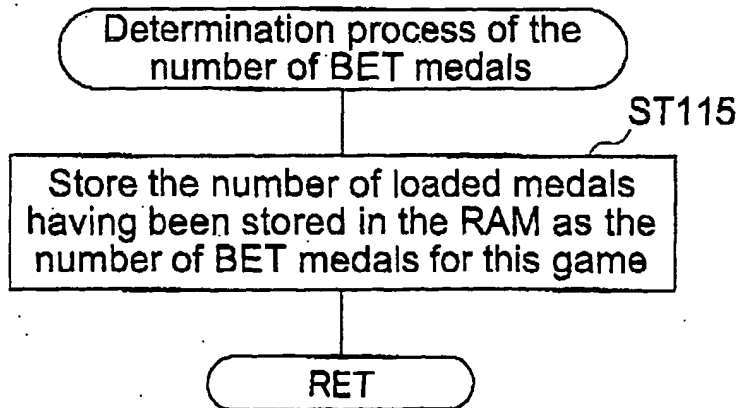 Determination process of the
number of BET medals
ST115
Store the number of loaded medals
having been stored in the RAM as the
number of BET medals for this game
RET